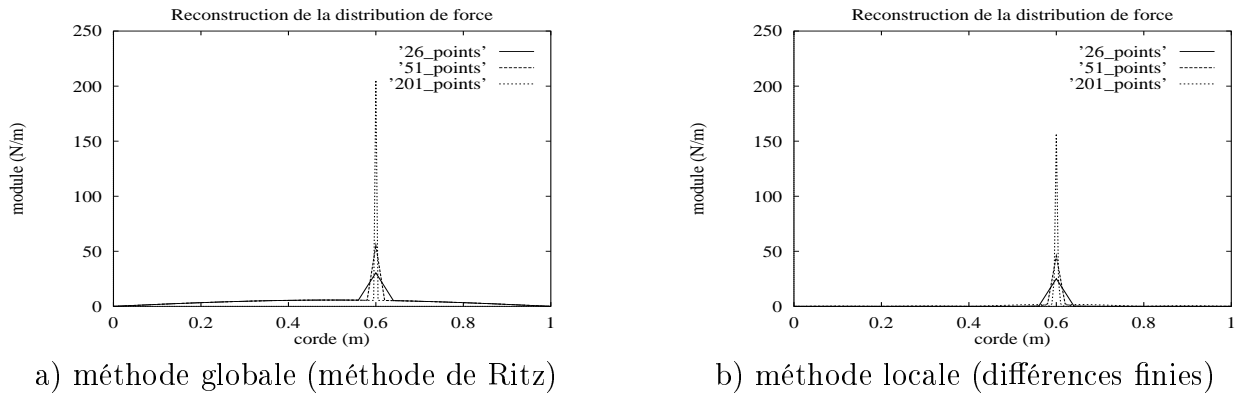 Reconstruction de la distribution de force
250
200
150
100
50
0
module (N/m)
'26_points'
'51_points'
'201_points'
0 0.2 0.4 0.6 0.8 1
corde (m)
a) méthode globale (méthode de Ritz)
Reconstruction de la distribution de force
250
200
150
100
50
0
module (N/m)
'26_points'
'51_points'
'201_points'
0 0.2 0.4 0.6 0.8 1
corde (m)
b) méthode locale (différences finies)